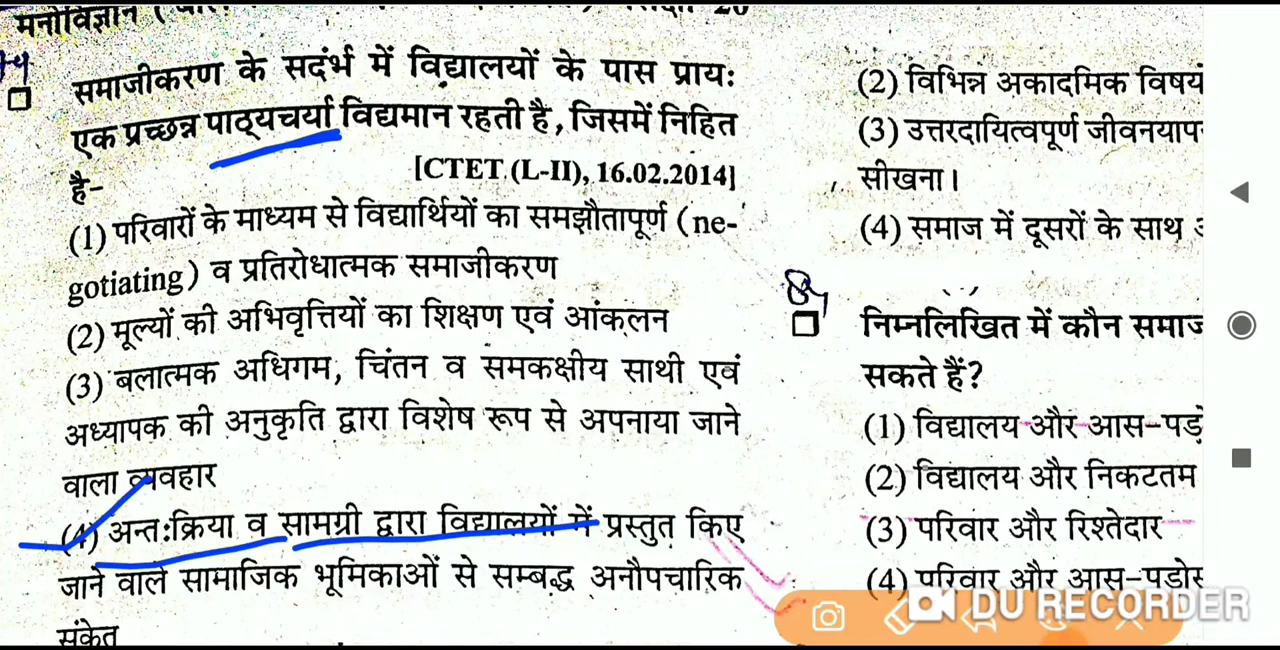 मनोविज्ञान (
समाजीकरण के सदंर्भ में विद्यालयों के पास प्राय:
एक प्रच्छन्न पाठ्यचर्या विद्यमान रहती है, जिसमें निहित
है-
[CTET (L-II), 16.02.2014]
(1) परिवारों के माध्यम से विद्यार्थियों का समझौतापूर्ण (ne-
gotiating) व प्रतिरोधात्मक समाजीकरण
(2) मूल्यों की अभिवृत्तियों का शिक्षण एवं आंकलन
(3) बलात्मक अधिगम, चिंतन व समकक्षीय साथी एवं
अध्यापक की अनुकृति द्वारा विशेष रूप से अपनाया जाने
वाला व्यवहार
(4) अन्त:क्रिया व सामग्री द्वारा विद्यालयों में प्रस्तुत किए
जाने वाले सामाजिक भूमिकाओं से सम्बद्ध अनौपचारिक
संकेत
(2) विभिन्न अकादमिक विषय
(3) उत्तरदायित्वपूर्ण जीवनयाप
सीखना।
(4) समाज में दूसरों के साथ
निम्नलिखित में कौन समाज
सकते हैं?
(1) विद्यालय और आस-पड़ो
(2) विद्यालय और निकटतम
(3) परिवार और रिश्तेदार
(4) परिवार और आस-पडोस
DU RECORDER